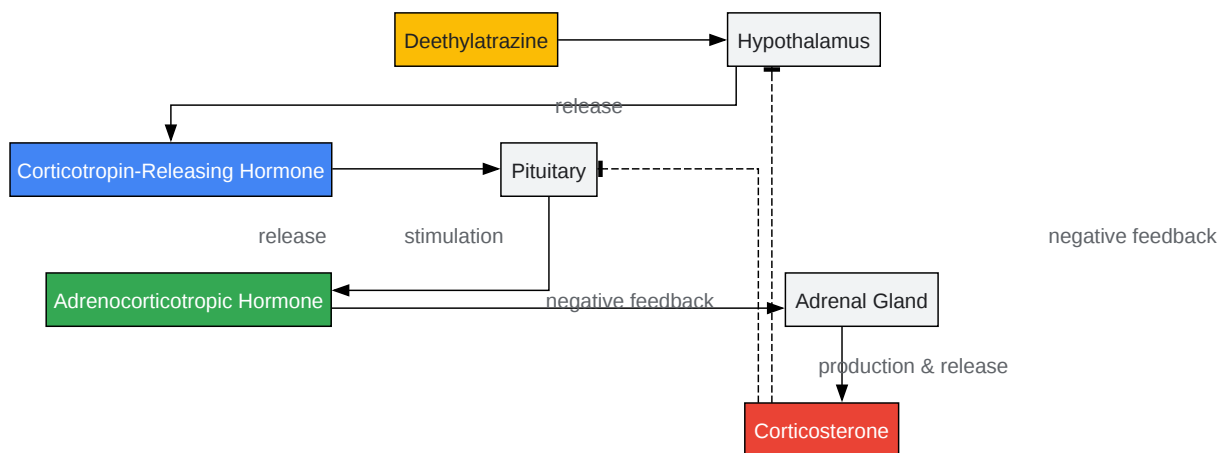 Deethylatrazine
Hypothalamus
release
Corticotropin-Releasing Hormone
Pituitary
release
stimulation
negative feedback
Adrenocorticotropic Hormone
negative feedback
Adrenal Gland
production & release
Corticosterone